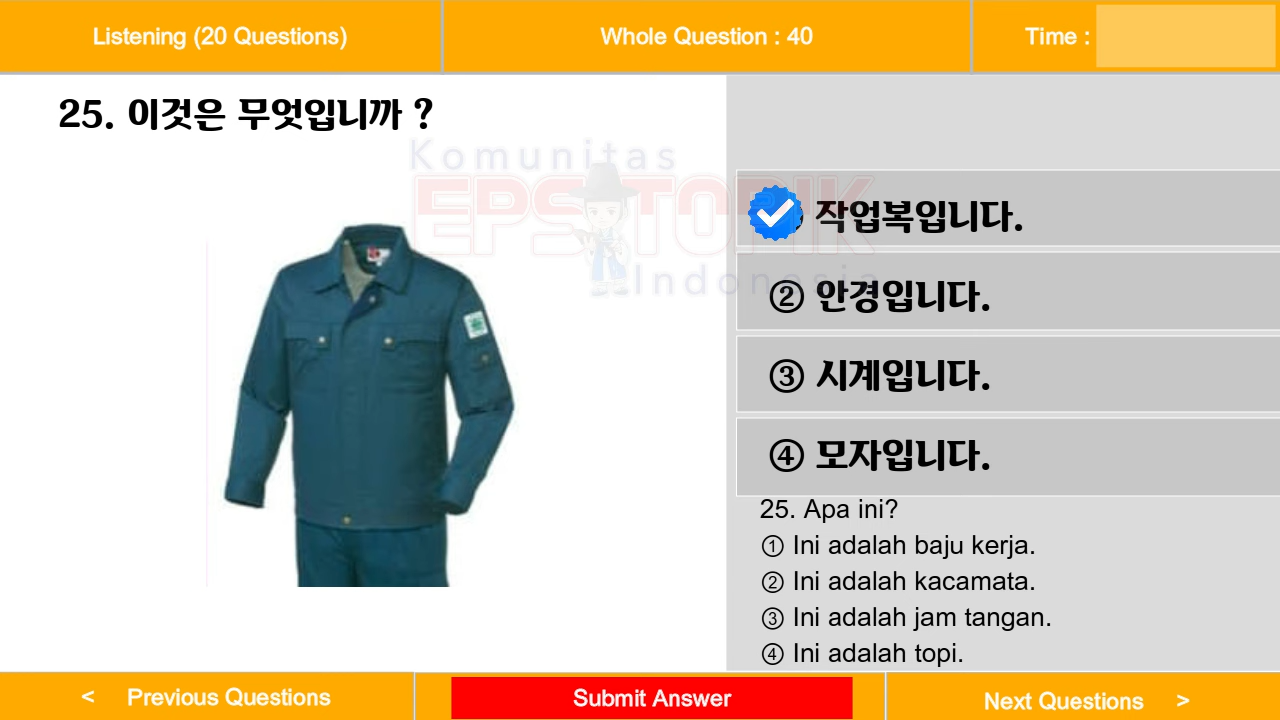 Listening (20 Questions)
Whole Question : 40
Time :
25. 이것은 무엇입니까 ?
Komunitas
EPS TOPIK
Indonesia
작업복입니다.
② 안경입니다.
③ 시계입니다.
④ 모자입니다.
25. Apa ini?
① Ini adalah baju kerja.
② Ini adalah kacamata.
③ Ini adalah jam tangan.
④ Ini adalah topi.
< Previous Questions
Submit Answer
Next Questions >